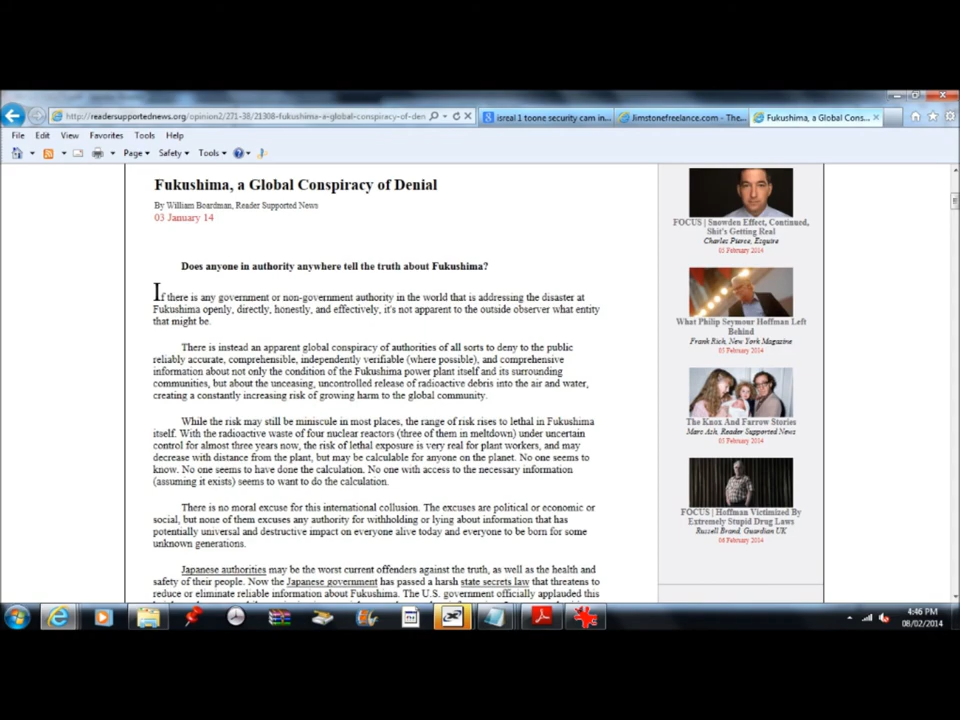 http://readersupportednews.org/opinion2/271-38/21308-fukushima-a-global-conspiracy-of-den
isreal 1 toone security cam in...
Jimstonefreelance.com - The...
Fukushima, a Global Cons...
File Edit View Favorites Tools Help
Page Safety Tools
Fukushima, a Global Conspiracy of Denial
By William Boardman, Reader Supported News
03 January 14
Does anyone in authority anywhere tell the truth about Fukushima?
If there is any government or non-government authority in the world that is addressing the disaster at
Fukushima openly, directly, honestly, and effectively, it's not apparent to the outside observer what entity
that might be.
There is instead an apparent global conspiracy of authorities of all sorts to deny to the public
reliably accurate, comprehensible, independently verifiable (where possible), and comprehensive
information about not only the condition of the Fukushima power plant itself and its surrounding
communities, but about the unceasing, uncontrolled release of radioactive debris into the air and water,
creating a constantly increasing risk of growing harm to the global community.
While the risk may still be miniscule in most places, the range of risk rises to lethal in Fukushima
itself. With the radioactive waste of four nuclear reactors (three of them in meltdown) under uncertain
control for almost three years now, the risk of lethal exposure is very real for plant workers, and may
decrease with distance from the plant, but may be calculable for anyone on the planet. No one seems to
know. No one seems to have done the calculation. No one with access to the necessary information
(assuming it exists) seems to want to do the calculation.
There is no moral excuse for this international collusion. The excuses are political or economic or
social, but none of them excuses any authority for withholding or lying about information that has
potentially universal and destructive impact on everyone alive today and everyone to be born for some
unknown generations.
Japanese authorities may be the worst current offenders against the truth, as well as the health and
safety of their people. Now the Japanese government has passed a harsh state secrets law that threatens to
reduce or eliminate reliable information about Fukushima. The U.S. government officially applauded this
FOCUS | Snowden Effect, Continued,
Shit's Getting Real
Charles Pierce, Esquire
05 February 2014
What Philip Seymour Hoffman Left
Behind
Frank Rich, New York Magazine
05 February 2014
The Knox And Farrow Stories
Marc Ash, Reader Supported News
05 February 2014
FOCUS | Hoffman Victimized By
Extremely Stupid Drug Laws
Russell Brand, Guardian UK
06 February 2014
4:46 PM
08/02/2014